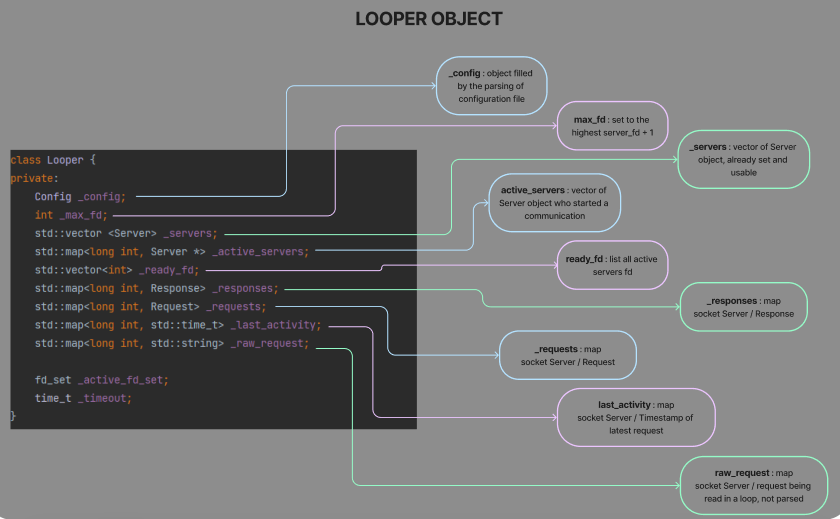 LOOPER OBJECT
_config : object filled
by the parsing of
configuration file
max_fd : set to the
highest server_fd + 1
_servers : vector of Server
object, already set and
usable
class Looper {
private:
Config _config;
int _max_fd;
std::vector <Server> _servers;
std::map<long int, Server *> _active_servers;
std::vector<int> _ready_fd;
std::map<long int, Response> _responses;
std::map<long int, Request> _requests;
std::map<long int, std::time_t> _last_activity;
std::map<long int, std::string> _raw_request;
fd_set _active_fd_set;
time_t _timeout;
}
active_servers : vector of
Server object who started a
communication
ready_fd : list all active
servers fd
_responses : map
socket Server / Response
_requests : map
socket Server / Request
last_activity : map
socket Server / Timestamp of
latest request
raw_request : map
socket Server / request being
read in a loop, not parsed